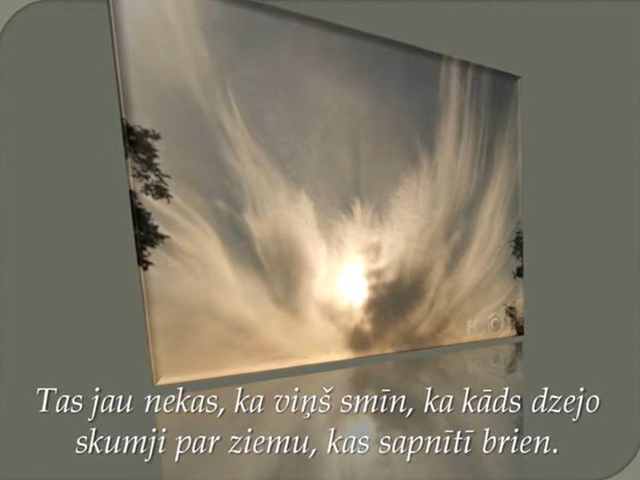 Tas jau nekas, ka viņš smīn, ka kāds dzejo
skumji par ziemu, kas sapnītī brien.